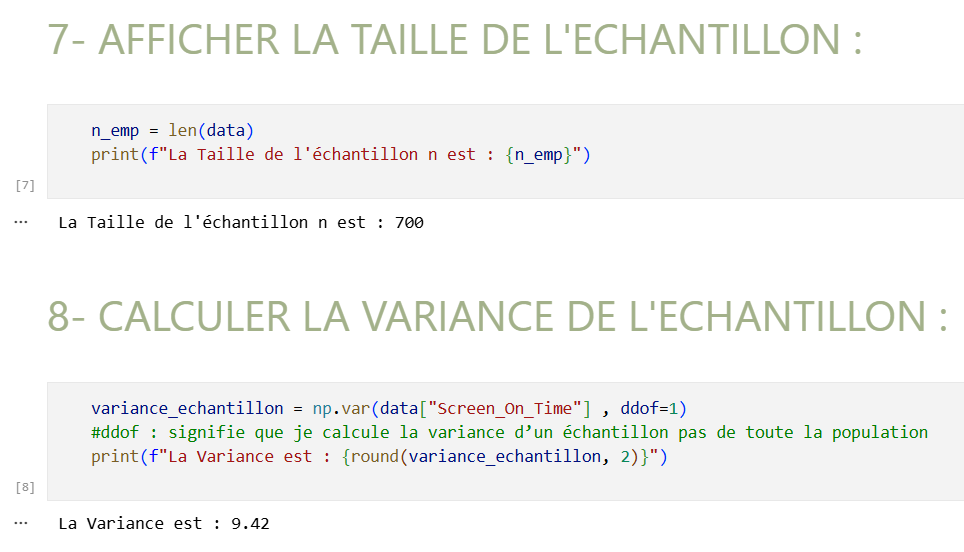 7- AFFICHER LA TAILLE DE L'ECHANTILLON :
n_emp = len(data)
print(f"La Taille de l'échantillon n est : {n_emp}")
[7]
... La Taille de l'échantillon n est : 700
8- CALCULER LA VARIANCE DE L'ECHANTILLON :
variance_echantillon = np.var(data["Screen_On_Time"] , ddof=1)
#ddof : signifie que je calcule la variance d’un échantillon pas de toute la population
print(f"La Variance est : {round(variance_echantillon, 2)}")
[8]
... La Variance est : 9.42